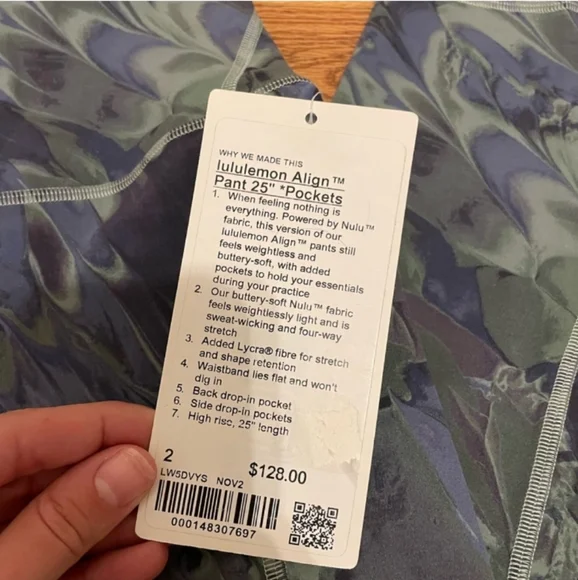 WHY WE MADE THIS
lululemon Align™
Pant 25" *Pockets
1. When feeling nothing is
everything. Powered by Nulu™
fabric, this version of our
lululemon Align™ pants still
feels weightless and
buttery-soft, with added
pockets to hold your essentials
during your practice
2. Our buttery-soft Nulu™ fabric
feels weightlessly light and is
sweat-wicking and four-way
stretch
3. Added Lycra® fibre for stretch
and shape retention
4. Waistband lies flat and won't
dig in
5. Back drop-in pocket
6. Side drop-in pockets
7. High rise, 25" length
2 $128.00
LW5DVYS NOV2
000148307697